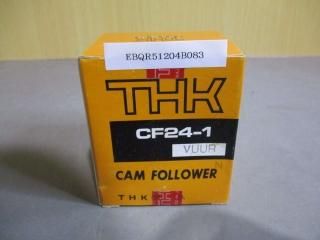 EBQR51204B083
THK
CF24-1
VUUR
N
CAM FOLLOWER
THK